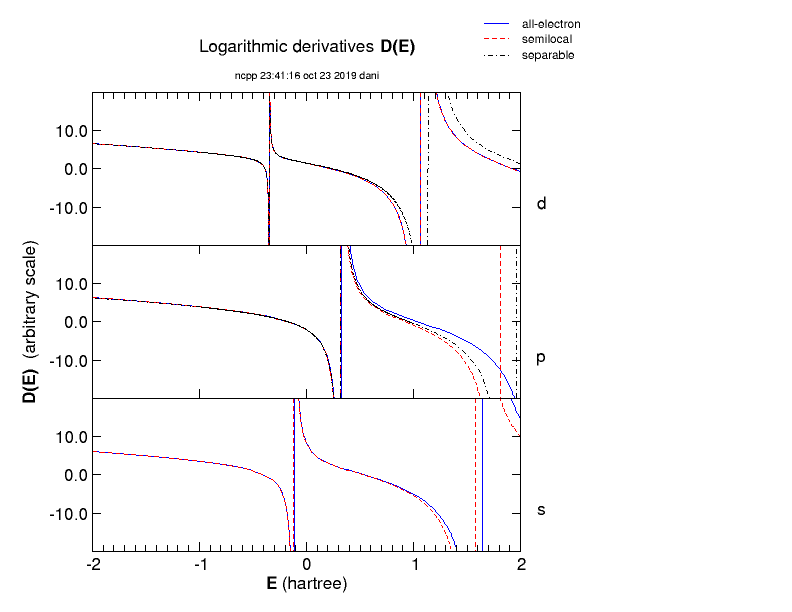 all-electron
semilocal
separable
Logarithmic derivatives D(E)
ncpp 23:41:16 oct 23 2019 dani
10.0
0.0
-10.0
d
10.0
0.0
-10.0
p
10.0
0.0
-10.0
s
D(E) (arbitrary scale)
-2 -1 0 1 2
E (hartree)